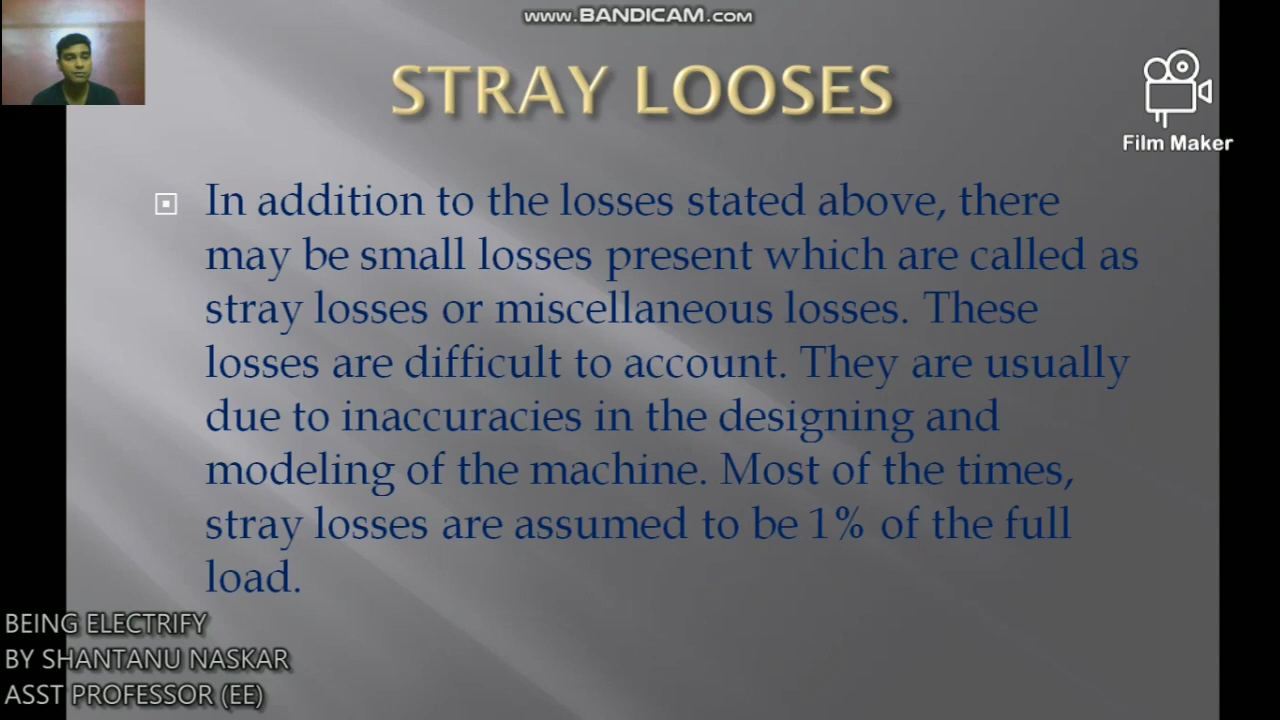 www.BANDICAM.com
STRAY LOOSES
Film Maker
In addition to the losses stated above, there
may be small losses present which are called as
stray losses or miscellaneous losses. These
losses are difficult to account. They are usually
due to inaccuracies in the designing and
modeling of the machine. Most of the times,
stray losses are assumed to be 1% of the full
load.
BEING ELECTRIFY
BY SHANTANU NASKAR
ASST PROFESSOR (EE)